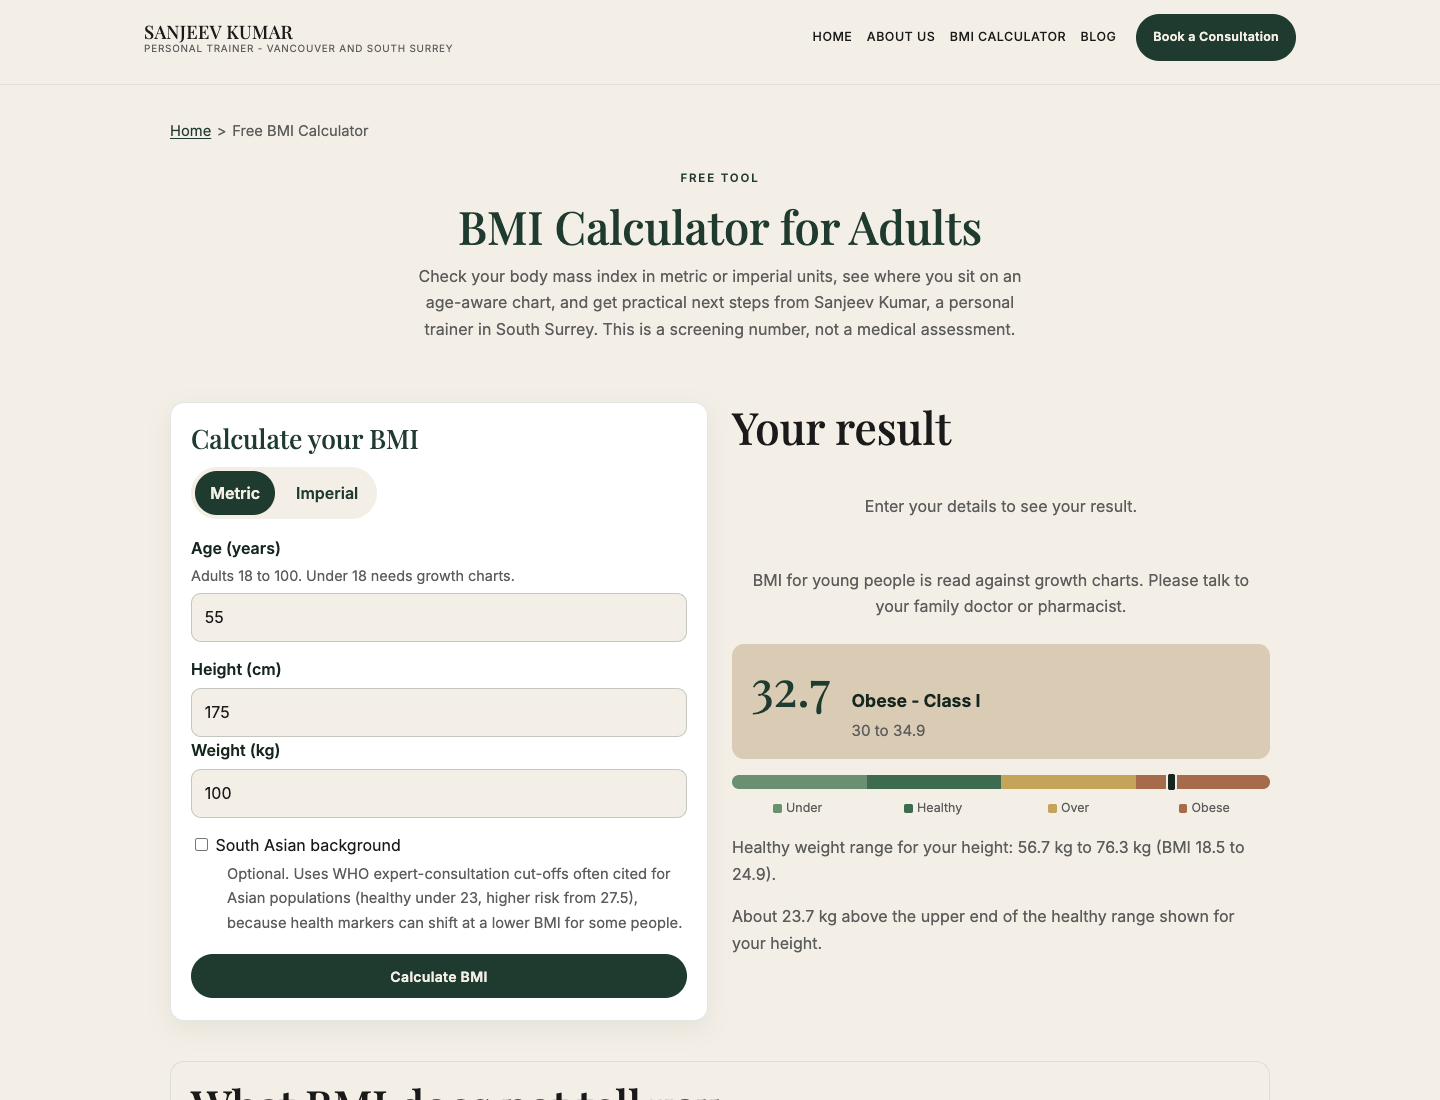 SANJEEV KUMAR
PERSONAL TRAINER - VANCOUVER AND SOUTH SURREY
HOME ABOUT US BMI CALCULATOR BLOG Book a Consultation
Home > Free BMI Calculator
FREE TOOL
BMI Calculator for Adults
Check your body mass index in metric or imperial units, see where you sit on an
age-aware chart, and get practical next steps from Sanjeev Kumar, a personal
trainer in South Surrey. This is a screening number, not a medical assessment.
Calculate your BMI
Metric Imperial
Age (years)
Adults 18 to 100. Under 18 needs growth charts.
55
Height (cm)
175
Weight (kg)
100
South Asian background
Optional. Uses WHO expert-consultation cut-offs often cited for
Asian populations (healthy under 23, higher risk from 27.5),
because health markers can shift at a lower BMI for some people.
Calculate BMI
Your result
Enter your details to see your result.
BMI for young people is read against growth charts. Please talk to
your family doctor or pharmacist.
32.7 Obese - Class I
30 to 34.9
Under Healthy Over Obese
Healthy weight range for your height: 56.7 kg to 76.3 kg (BMI 18.5 to
24.9).
About 23.7 kg above the upper end of the healthy range shown for
your height.
What BMI does not tell you